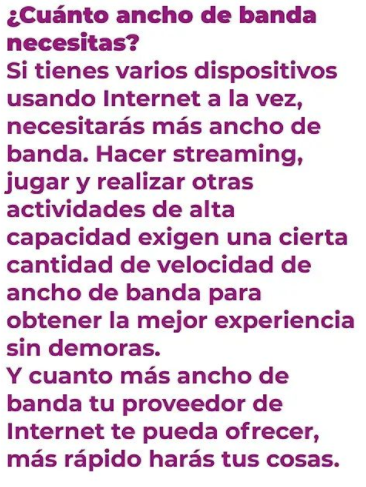 ¿Cuánto ancho de banda
necesitas?
Si tienes varios dispositivos
usando Internet a la vez,
necesitarás más ancho de
banda. Hacer streaming,
jugar y realizar otras
actividades de alta
capacidad exigen una cierta
cantidad de velocidad de
ancho de banda para
obtener la mejor experiencia
sin demoras.
Y cuanto más ancho de
banda tu proveedor de
Internet te pueda ofrecer,
más rápido harás tus cosas.